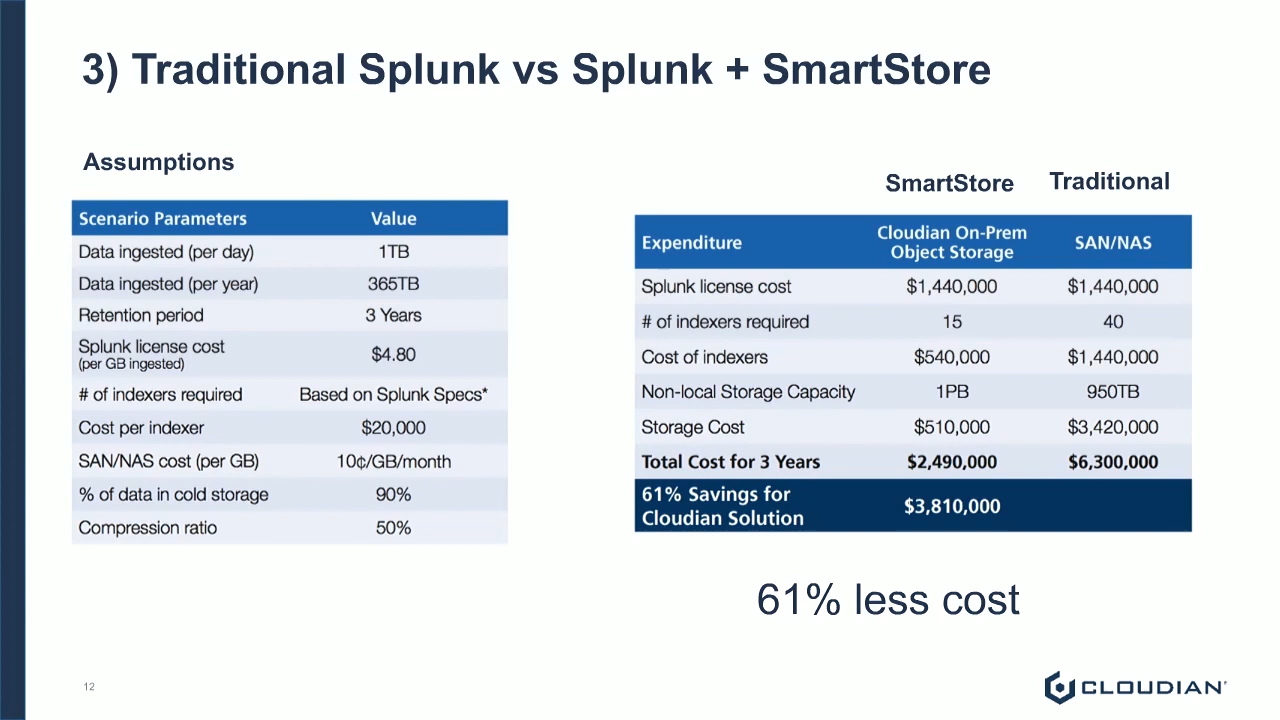 3) Traditional Splunk vs Splunk + SmartStore
Assumptions
Scenario Parameters Value
Data ingested (per day) 1TB
Data ingested (per year) 365TB
Retention period 3 Years
Splunk license cost
(per GB ingested) $4.80
# of indexers required Based on Splunk Specs*
Cost per indexer $20,000
SAN/NAS cost (per GB) 10¢/GB/month
% of data in cold storage 90%
Compression ratio 50%
SmartStore Traditional
Expenditure Cloudian On-Prem
Object Storage SAN/NAS
Splunk license cost $1,440,000 $1,440,000
# of indexers required 15 40
Cost of indexers $540,000 $1,440,000
Non-local Storage Capacity 1PB 950TB
Storage Cost $510,000 $3,420,000
Total Cost for 3 Years $2,490,000 $6,300,000
61% Savings for
Cloudian Solution $3,810,000
61% less cost
12
CLOUDIAN